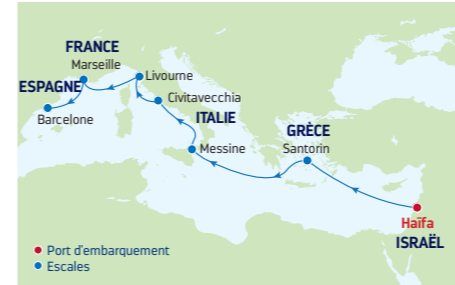 FRANCE
Marseille
ESPAGNE
Barcelone
Livourne
Civitavecchia
ITALIE
Messine
GRÈCE
Santorin
Haïfa
ISRAËL
Port d'embarquement
Escales